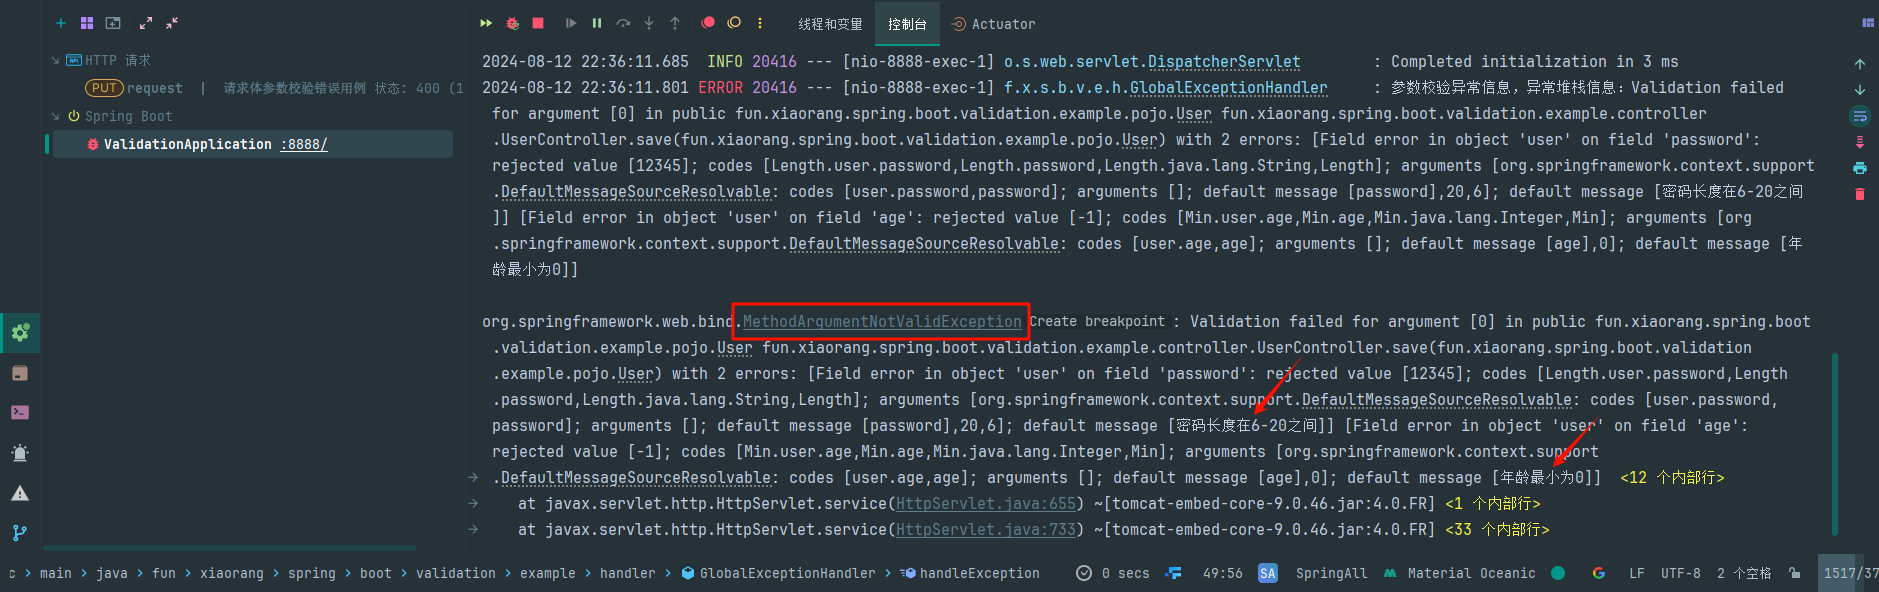 线程和变量 控制台 Actuator
HTTP 请求
PUT request | 请求体参数校验错误用例 状态: 400 (1
Spring Boot
ValidationApplication :8888/
2024-08-12 22:36:11.685 INFO 20416 --- [nio-8888-exec-1] o.s.web.servlet.DispatcherServlet : Completed initialization in 3 ms
2024-08-12 22:36:11.801 ERROR 20416 --- [nio-8888-exec-1] f.x.s.b.v.e.h.GlobalExceptionHandler : 参数校验异常信息，异常堆栈信息：Validation failed
for argument [0] in public fun.xiaorang.spring.boot.validation.example.pojo.User fun.xiaorang.spring.boot.validation.example.controller
.UserController.save(fun.xiaorang.spring.boot.validation.example.pojo.User) with 2 errors: [Field error in object 'user' on field 'password':
rejected value [12345]; codes [Length.user.password,Length.password,Length.java.lang.String,Length]; arguments [org.springframework.context.support
.DefaultMessageSourceResolvable: codes [user.password,password]; arguments []; default message [password],20,6]; default message [密码长度在6-20之间
]] [Field error in object 'user' on field 'age': rejected value [-1]; codes [Min.user.age,Min.age,Min.java.lang.Integer,Min]; arguments [org
.springframework.context.support.DefaultMessageSourceResolvable: codes [user.age,age]; arguments []; default message [age],0]; default message [年
龄最小为0]]
org.springframework.web.bind.MethodArgumentNotValidException Create breakpoint : Validation failed for argument [0] in public fun.xiaorang.spring.boot
.validation.example.pojo.User fun.xiaorang.spring.boot.validation.example.controller.UserController.save(fun.xiaorang.spring.boot.validation
.example.pojo.User) with 2 errors: [Field error in object 'user' on field 'password': rejected value [12345]; codes [Length.user.password,Length
.password,Length.java.lang.String,Length]; arguments [org.springframework.context.support.DefaultMessageSourceResolvable: codes [user.password,
password]; arguments []; default message [password],20,6]; default message [密码长度在6-20之间]] [Field error in object 'user' on field 'age':
rejected value [-1]; codes [Min.user.age,Min.age,Min.java.lang.Integer,Min]; arguments [org.springframework.context.support
.DefaultMessageSourceResolvable: codes [user.age,age]; arguments []; default message [age],0]; default message [年龄最小为0]] <12 个内部行>
at javax.servlet.http.HttpServlet.service(HttpServlet.java:655) ~[tomcat-embed-core-9.0.46.jar:4.0.FR] <1 个内部行>
at javax.servlet.http.HttpServlet.service(HttpServlet.java:733) ~[tomcat-embed-core-9.0.46.jar:4.0.FR] <33 个内部行>
c > main > java > fun > xiaorang > spring > boot > validation > example > handler > GlobalExceptionHandler > handleException 0 secs 49:56 SA SpringAll Material Oceanic LF UTF-8 2 个空格 1517/37